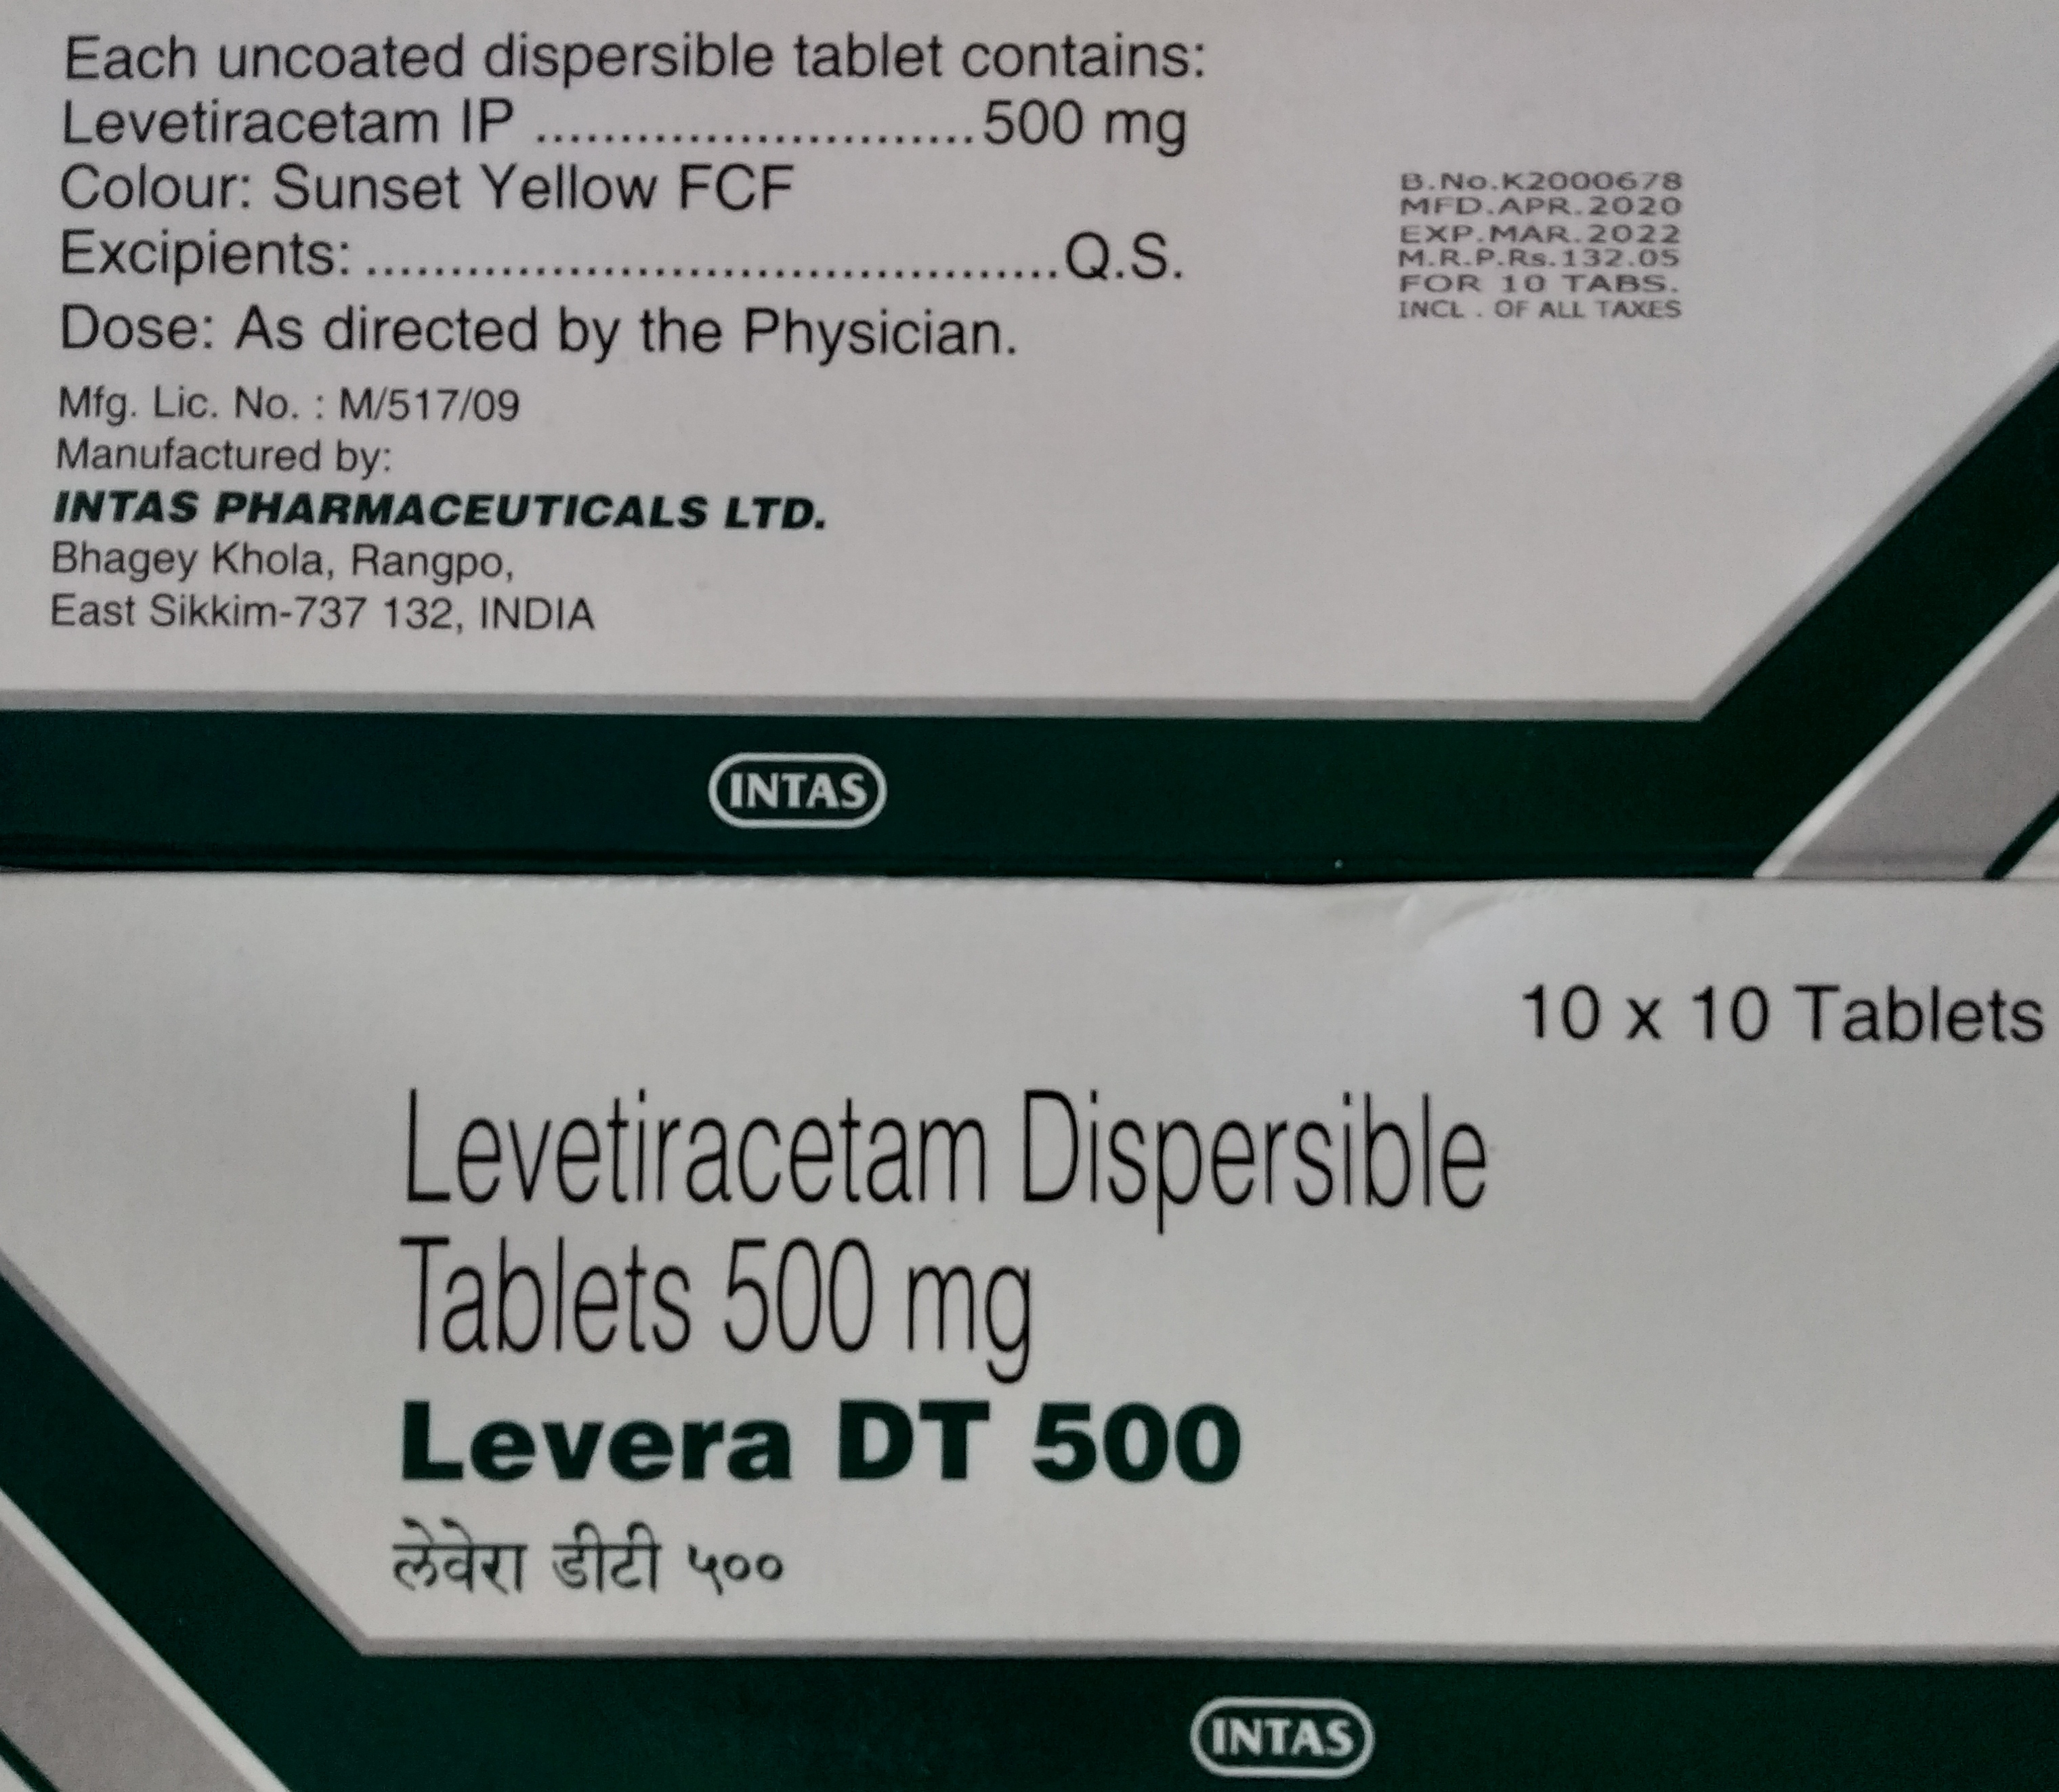 Each uncoated dispersible tablet contains:
Levetiracetam IP ..........................500 mg
Colour: Sunset Yellow FCF
Excipients: ..........................................Q.S.
Dose: As directed by the Physician.
Mfg. Lic. No. : M/517/09
Manufactured by:
INTAS PHARMACEUTICALS LTD.
Bhagey Khola, Rangpo,
East Sikkim-737 132, INDIA
B.No.K2000678
MFD.APR.2020
EXP.MAR.2022
M.R.P.Rs.132.05
FOR 10 TABS.
INCL . OF ALL TAXES
INTAS
10 x 10 Tablets
Levetiracetam Dispersible
Tablets 500 mg
Levera DT 500
लेवेरा डीटी ५००
INTAS